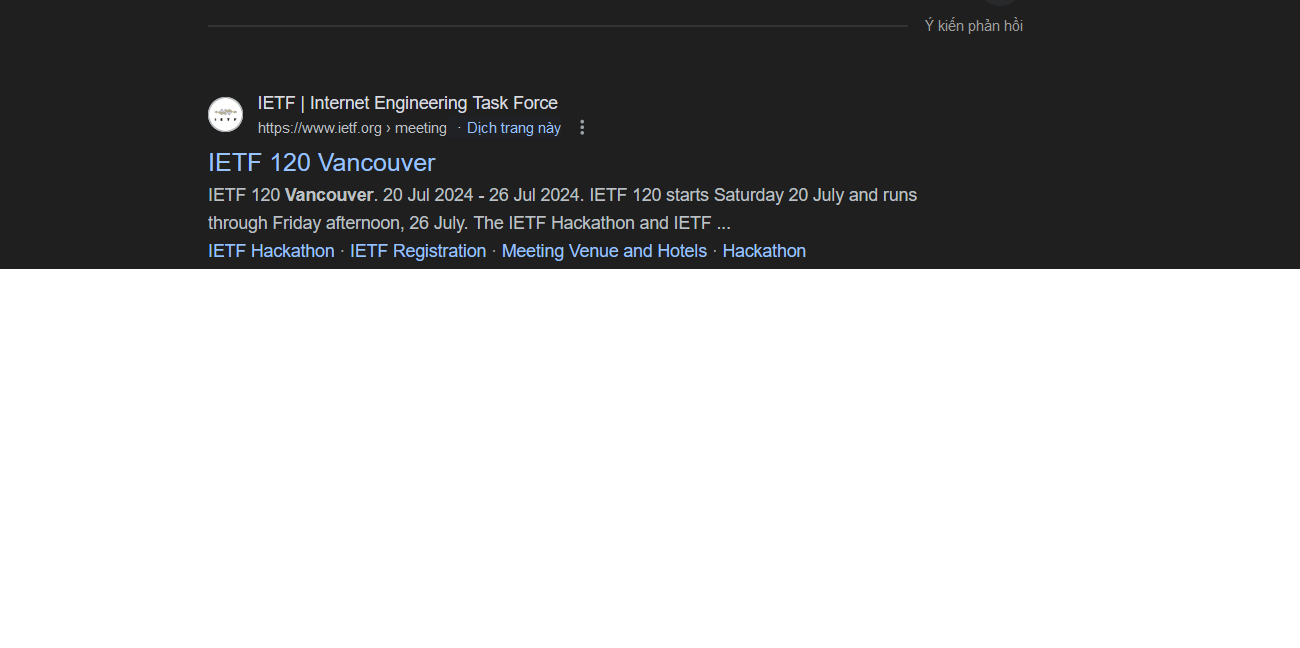 Ý kiến phản hồi
IETF | Internet Engineering Task Force
https://www.ietf.org › meeting · Dịch trang này
IETF 120 Vancouver
IETF 120 Vancouver. 20 Jul 2024 - 26 Jul 2024. IETF 120 starts Saturday 20 July and runs
through Friday afternoon, 26 July. The IETF Hackathon and IETF ...
IETF Hackathon · IETF Registration · Meeting Venue and Hotels · Hackathon